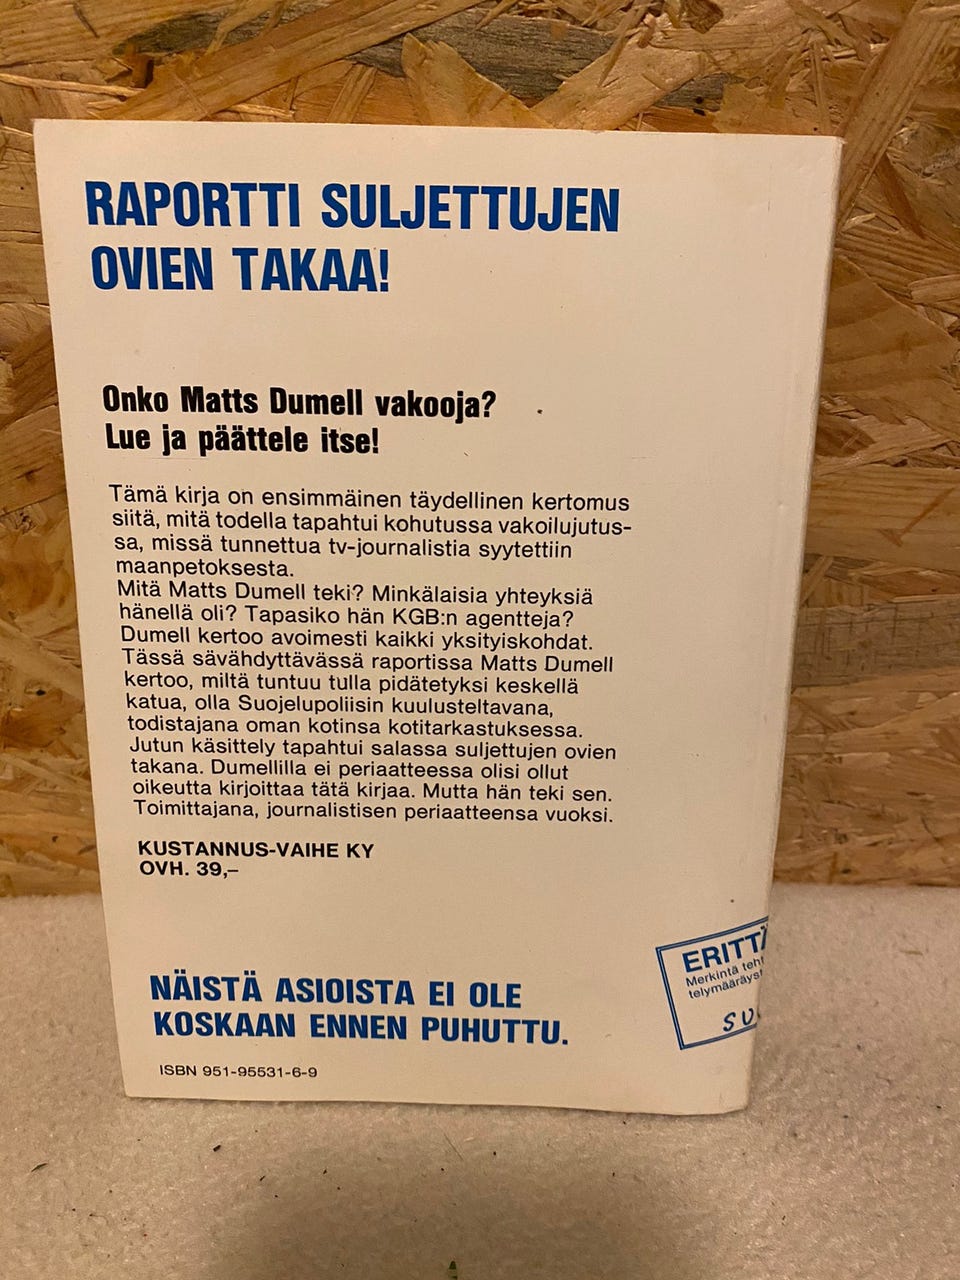 RAPORTTI SULJETTUJEN
OVIEN TAKAA!
Onko Matts Dumell vakooja?
Lue ja päättele itse!
Tämä kirja on ensimmäinen täydellinen kertomus
siitä, mitä todella tapahtui kohutussa vakoilujutus-
sa, missä tunnettua tv-journalistia syytettiin
maanpetoksesta.
Mitä Matts Dumell teki? Minkälaisia yhteyksiä
hänellä oli? Tapasiko hän KGB:n agentteja?
Dumell kertoo avoimesti kaikki yksityiskohdat.
Tässä sävähdyttävässä raportissa Matts Dumell
kertoo, miltä tuntuu tulla pidätetyksi keskellä
katua, olla Suojelupoliisin kuulusteltavana,
todistajana oman kotinsa kotitarkastuksessa.
Jutun käsittely tapahtui salassa suljettujen ovien
takana. Dumellilla ei periaatteessa olisi ollut
oikeutta kirjoittaa tätä kirjaa. Mutta hän teki sen.
Toimittajana, journalistisen periaatteensa vuoksi.
KUSTANNUS-VAIHE KY
OVH. 39,–
ERITTÄ
Merkintä teht
telymääräyst
SU
NÄISTÄ ASIOISTA EI OLE
KOSKAAN ENNEN PUHUTTU.
ISBN 951-95531-6-9